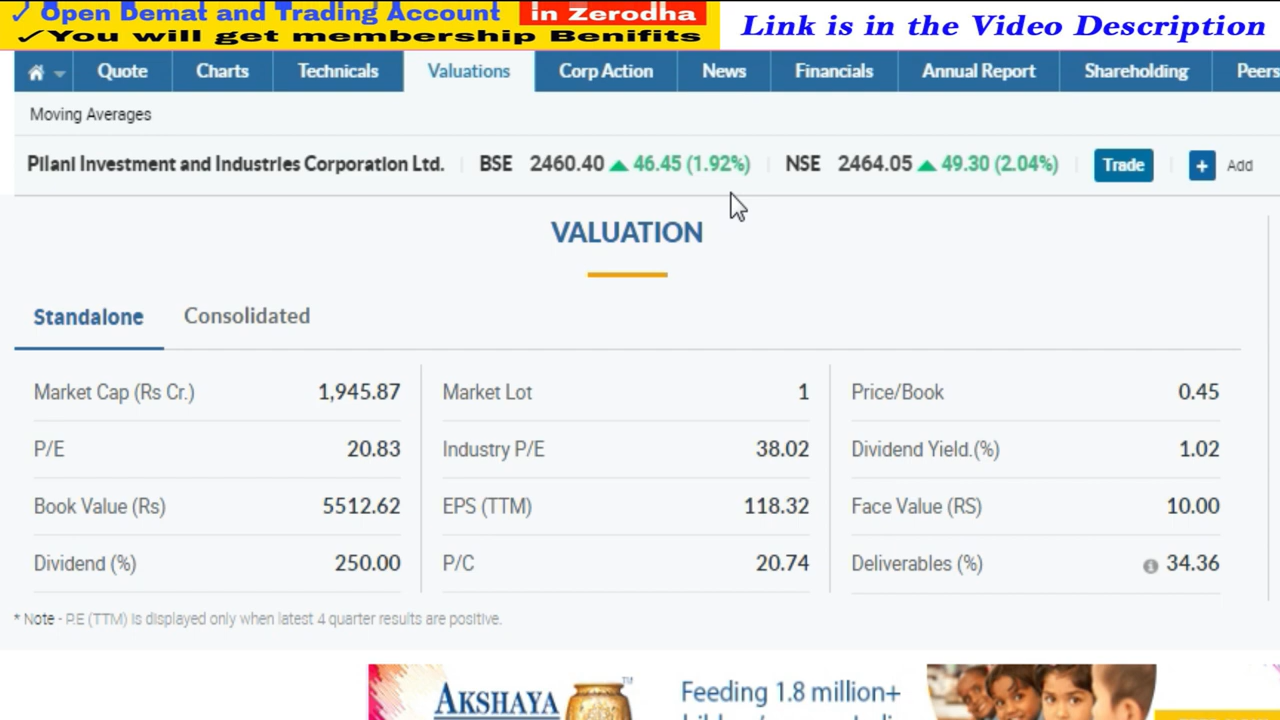 ✓ Open Demat and Trading Account in Zerodha
✓You will get membership Benifits
Link is in the Video Description
Quote Charts Technicals Valuations Corp Action News Financials Annual Report Shareholding Peers
Moving Averages
Pilani Investment and Industries Corporation Ltd. BSE 2460.40 ▲ 46.45 (1.92%) NSE 2464.05 ▲ 49.30 (2.04%) Trade + Add
VALUATION
Standalone Consolidated
Market Cap (Rs Cr.) 1,945.87 Market Lot 1 Price/Book 0.45
P/E 20.83 Industry P/E 38.02 Dividend Yield.(%) 1.02
Book Value (Rs) 5512.62 EPS (TTM) 118.32 Face Value (RS) 10.00
Dividend (%) 250.00 P/C 20.74 Deliverables (%) 34.36
* Note - P.E (TTM) is displayed only when latest 4 quarter results are positive.
AKSHAYA TM
Feeding 1.8 million+